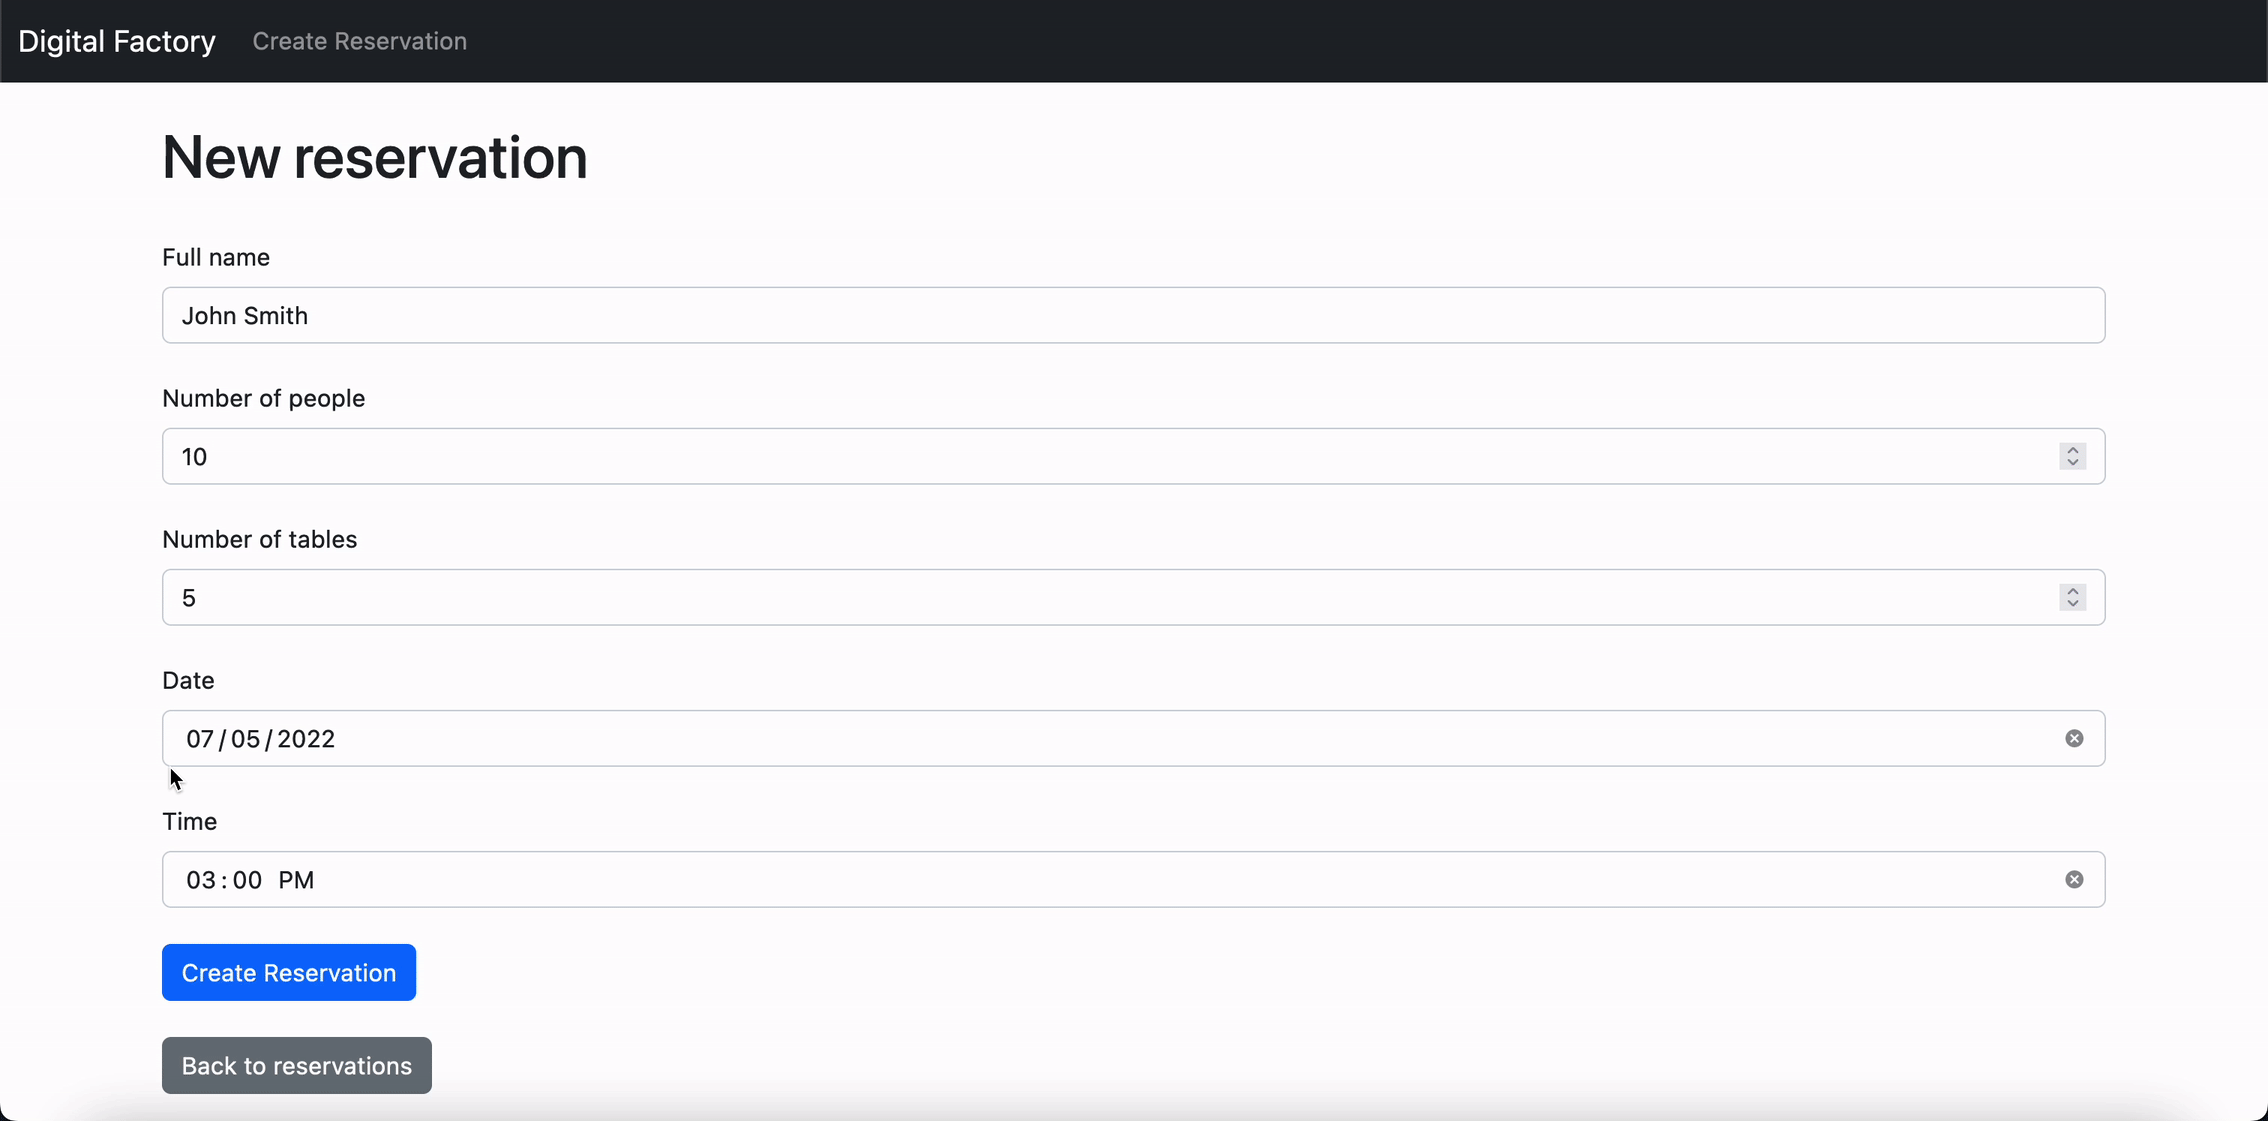 Digital Factory Create Reservation
New reservation
Full name
John Smith
Number of people
10
Number of tables
5
Date
07/05/2022
Time
03:00 PM
Create Reservation
Back to reservations